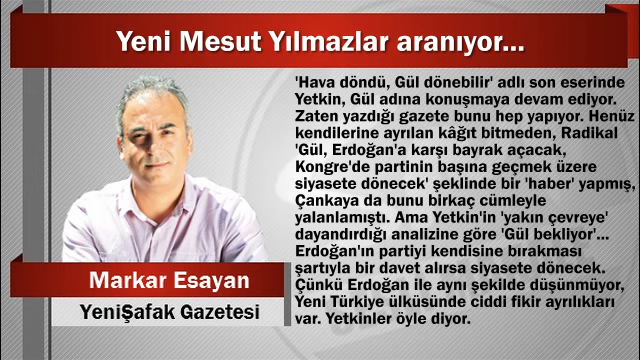 Yeni Mesut Yılmazlar aranıyor...
'Hava döndü, Gül dönebilir' adlı son eserinde
Yetkin, Gül adına konuşmaya devam ediyor.
Zaten yazdığı gazete bunu hep yapıyor. Henüz
kendilerine ayrılan kâğıt bitmeden, Radikal
'Gül, Erdoğan'a karşı bayrak açacak,
Kongre'de partinin başına geçmek üzere
siyasete dönecek' şeklinde bir 'haber' yapmış,
Çankaya da bunu birkaç cümleyle
yalanlamıştı. Ama Yetkin'in 'yakın çevreye'
dayandırdığı analizine göre 'Gül bekliyor'...
Erdoğan'ın partiyi kendisine bırakması
şartıyla bir davet alırsa siyasete dönecek.
Çünkü Erdoğan ile aynı şekilde düşünmüyor,
Yeni Türkiye ülküsünde ciddi fikir ayrılıkları
var. Yetkinler öyle diyor.
Markar Esayan
YeniŞafak Gazetesi